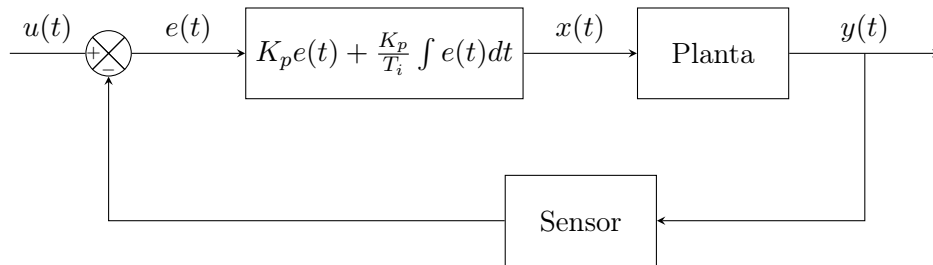 u(t)
e(t)
x(t)
y(t)
+
−
$K_p e(t) + \frac{K_p}{T_i} \int e(t)dt$
Planta
Sensor